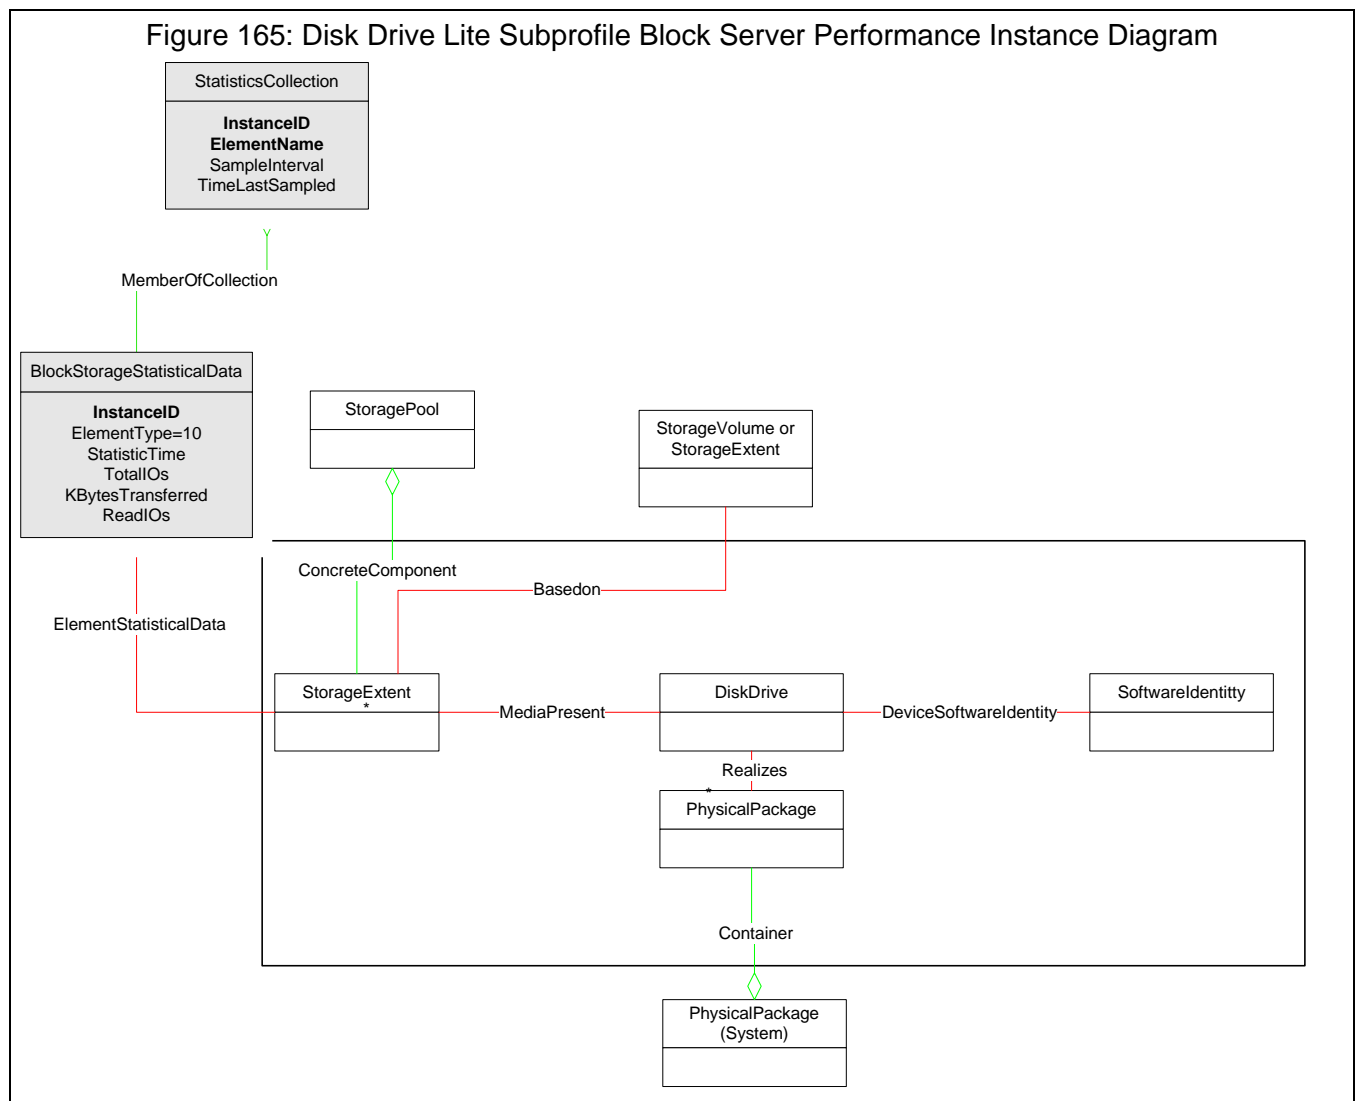 Figure 165: Disk Drive Lite Subprofile Block Server Performance Instance Diagram
StatisticsCollection
InstanceID
ElementName
SampleInterval
TimeLastSampled
MemberOfCollection
BlockStorageStatisticalData
InstanceID
ElementType=10
StatisticTime
TotalIOs
KBytesTransferred
ReadIOs
StoragePool
StorageVolume or
StorageExtent
ConcreteComponent
Basedon
ElementStatisticalData
StorageExtent
*
MediaPresent
DiskDrive
DeviceSoftwareIdentity
SoftwareIdentitty
Realizes
*
PhysicalPackage
Container
PhysicalPackage
(System)